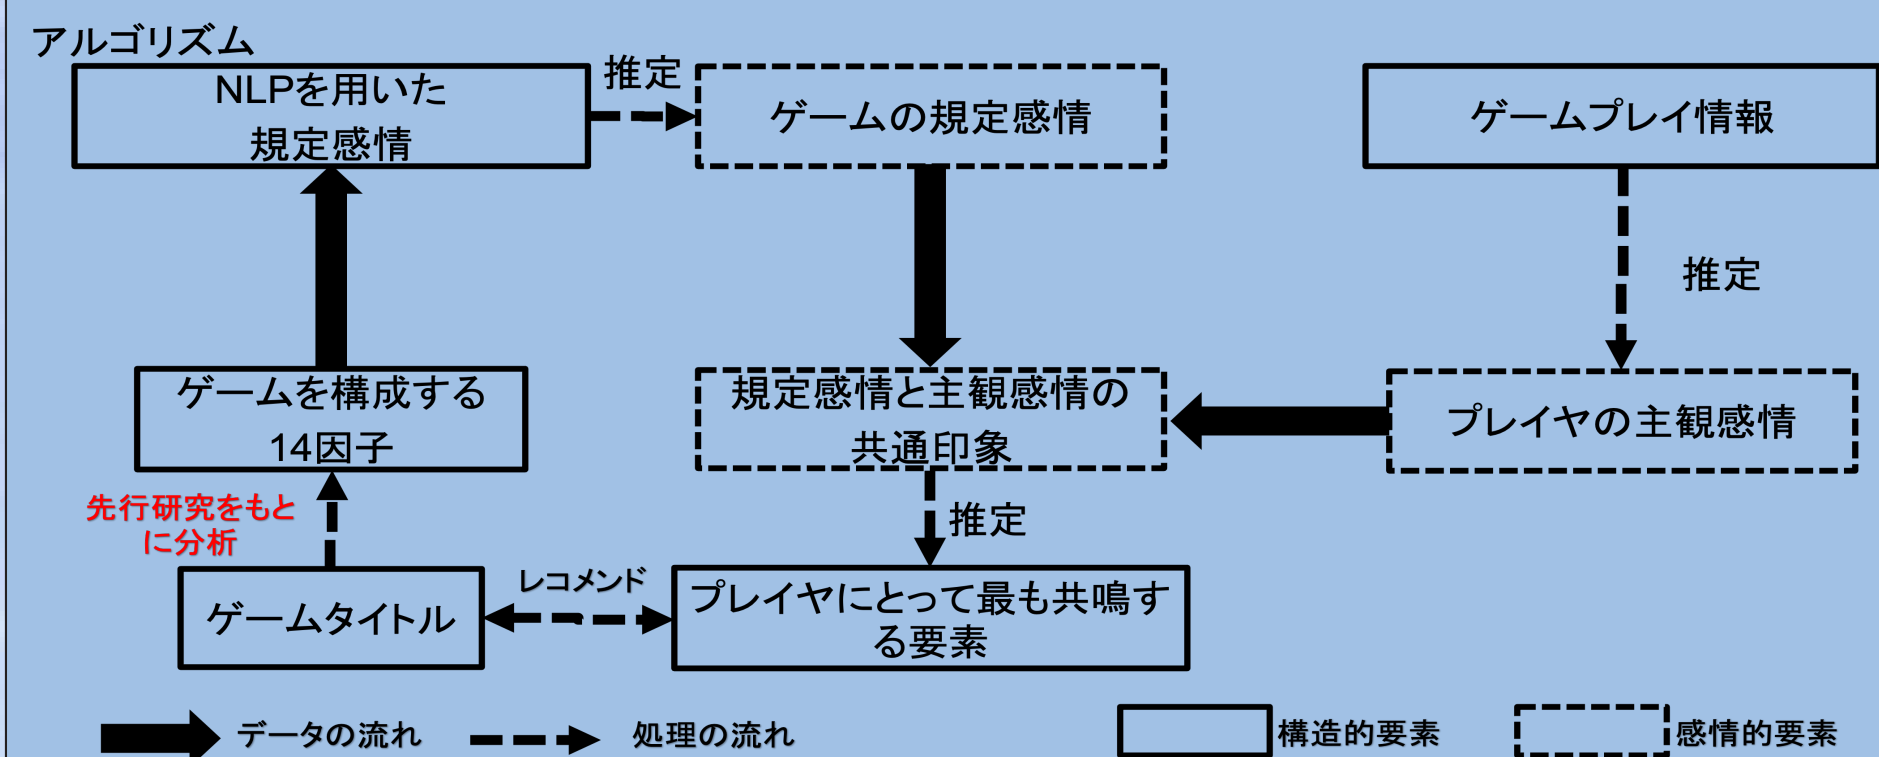 アルゴリズム
NLPを用いた
規定感情
推定
ゲームの規定感情
ゲームプレイ情報
推定
ゲームを構成する
14因子
規定感情と主観感情の
共通印象
プレイヤの主観感情
先行研究をもと
に分析
推定
ゲームタイトル
レコメンド
プレイヤにとって最も共鳴す
る要素
データの流れ
処理の流れ
構造的要素
感情的要素